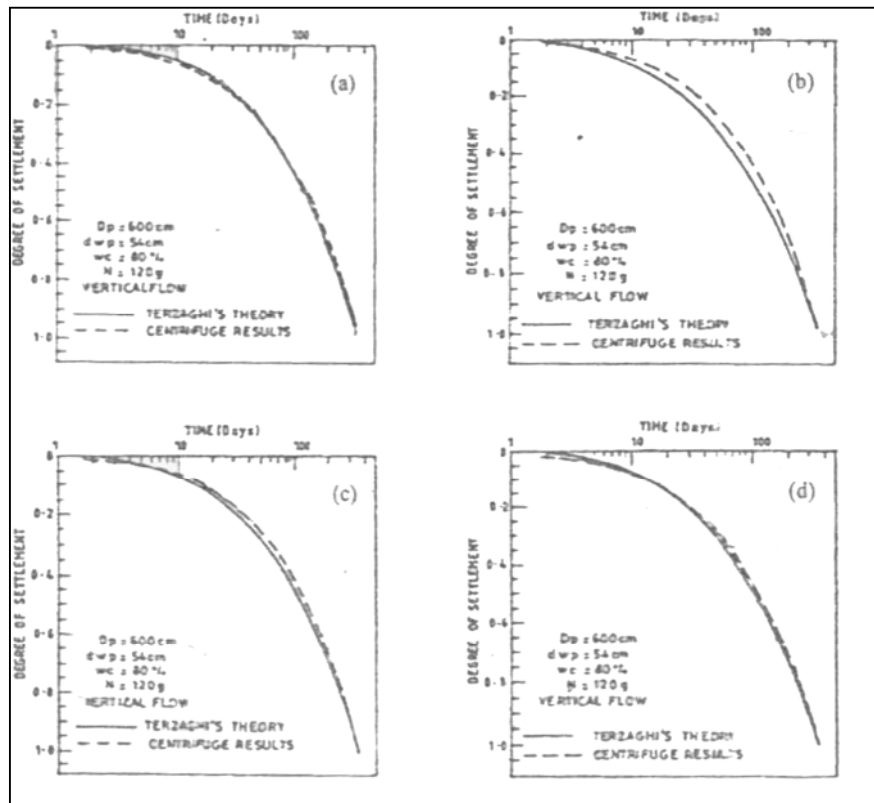 TIME (Days)
1 10 100
(a)
0
0·2
0·4
0·6
0·8
1·0
DEGREE OF SETTLEMENT
Dp = 600cm
dwp = 54cm
wc = 80%
N = 120g
VERTICAL FLOW
TERZAGHI'S THEORY
CENTRIFUGE RESULTS
TIME (Days)
1 10 100
(b)
0
0·2
0·4
0·6
0·8
1·0
DEGREE OF SETTLEMENT
Dp = 600cm
dwp = 54cm
wc = 80%
N = 120g
VERTICAL FLOW
TERZAGHI'S THEORY
CENTRIFUGE RESULTS
TIME (Days)
1 10 100
(c)
0
0·2
0·4
0·6
0·8
1·0
DEGREE OF SETTLEMENT
Dp = 600cm
dwp = 54cm
wc = 80%
N = 120g
VERTICAL FLOW
TERZAGHI'S THEORY
CENTRIFUGE RESULTS
TIME (Days)
1 10 100
(d)
0
0·2
0·4
0·6
0·8
1·0
DEGREE OF SETTLEMENT
Dp = 600cm
dwp = 54cm
wc = 80%
N = 120g
VERTICAL FLOW
TERZAGHI'S THEORY
CENTRIFUGE RESULTS